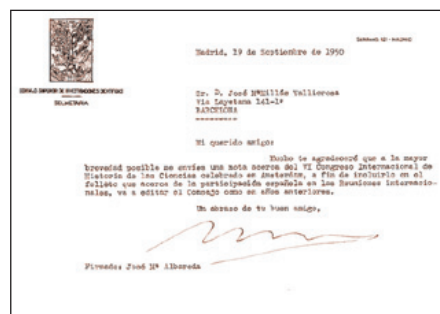 SERRANO, 121 - MADRID
Madrid, 19 de Septiembre de 1950
CONSEJO SUPERIOR DE INVESTIGACIONES CIENTIFICAS
SECRETARIA
Sr. D. José MªMillás Vallicrosa
Via Layetana 141-1º
BARCELONA
Mi querido amigo:
Mucho te agradeceré que a la mayor
brevedad posible me envíes una nota acerca del VI Congreso Internacional de
Historia de las Ciencias celebrado en Amsterdam, a fin de incluirlo en el
folleto que acerca de la participación española en las Reuniones Internacio-
nales, va a editar el Consejo como en años anteriores.
Un abrazo de tu buen amigo,
Firmado: José Mª Albareda